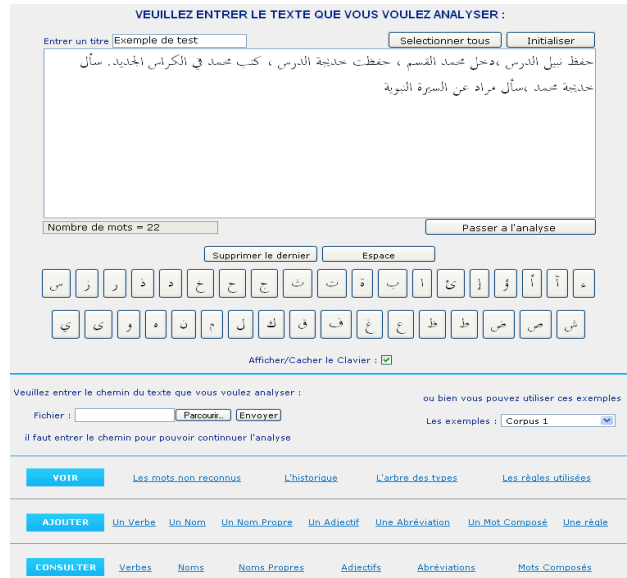 VEUILLEZ ENTRER LE TEXTE QUE VOUS VOULEZ ANALYSER :
Entrer un titre Exemple de test Selectionner tous Initialiser
حفظ نبيل الدرس ،دخل محمد القسم ، حفظت خديجة الدرس ، كتب محمد في الكراس الجديد. سأل
خديجة محمد ،سأل مراد عن السيرة النبوية
Nombre de mots = 22 Passer a l'analyse
Supprimer le dernier Espace
ء آ أ ؤ إ ئ ا ب ة ت ث ج ح خ د ذ ر ز س
ش ص ض ط ظ ع غ ف ق ك ل م ن ه و ى ي
Afficher/Cacher le Clavier :
Veuillez entrer le chemin du texte que vous voulez analyser :
ou bien vous pouvez utiliser ces exemples
Fichier : Parcourir... Envoyer
Les exemples : Corpus 1
il faut entrer le chemin pour pouvoir continnuer l'analyse
VOIR Les mots non reconnus L'historique L'arbre des types Les règles utilisées
AJOUTER Un Verbe Un Nom Un Nom Propre Un Adjectif Une Abréviation Un Mot Composé Une règle
CONSULTER Verbes Noms Noms Propres Adjectifs Abréviations Mots Composés